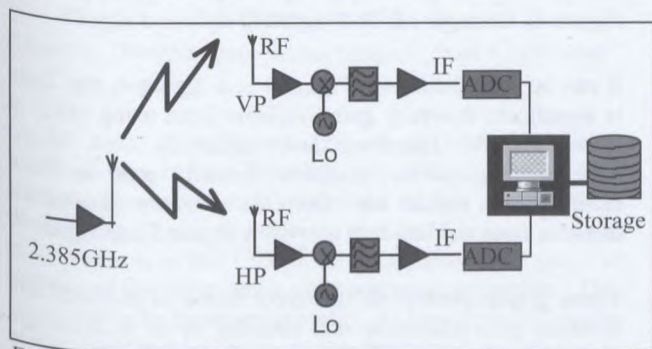 RF
IF
ADC
VP
Lo
Storage
2.385GHz
RF
IF
ADC
HP
Lo